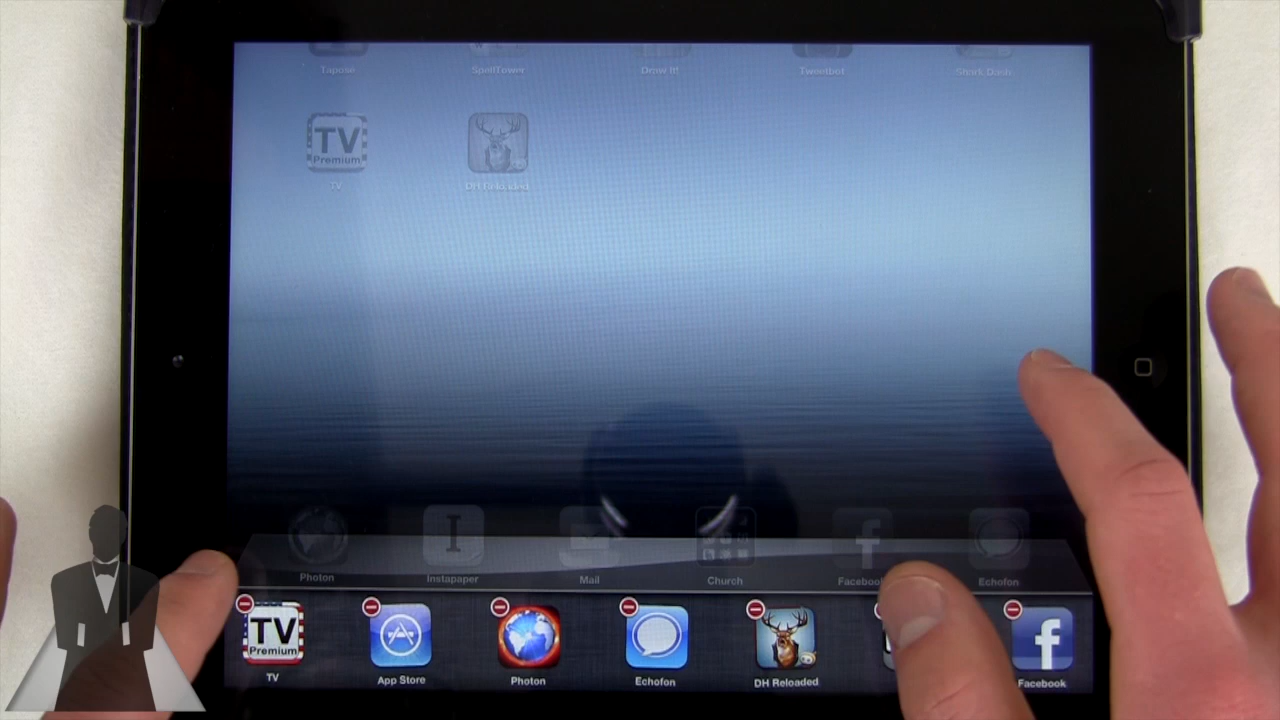 Tapose SpellTower Draw It! Tweetbot Shark Dash
TV
Premium
TV DH Reloaded
Photon Instapaper Mail Church Facebook Echofon
TV
Premium
TV App Store Photon Echofon DH Reloaded Facebook